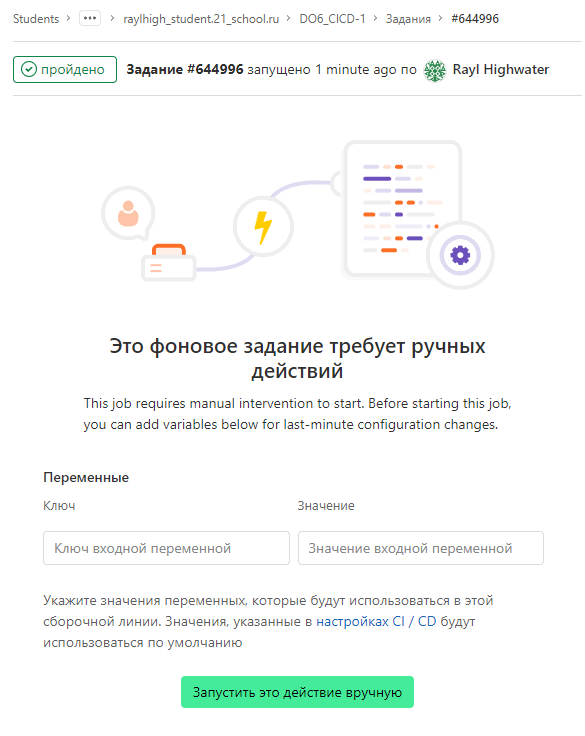 Students > ••• > raylhigh_student.21_school.ru > DO6_CICD-1 > Задания > #644996
пройдено Задание #644996 запущено 1 minute ago по Rayl Highwater
Это фоновое задание требует ручных
действий
This job requires manual intervention to start. Before starting this job,
you can add variables below for last-minute configuration changes.
Переменные
Ключ Значение
Ключ входной переменной Значение входной переменной
Укажите значения переменных, которые будут использоваться в этой
сборочной линии. Значения, указанные в настройках CI / CD будут
использоваться по умолчанию
Запустить это действие вручную